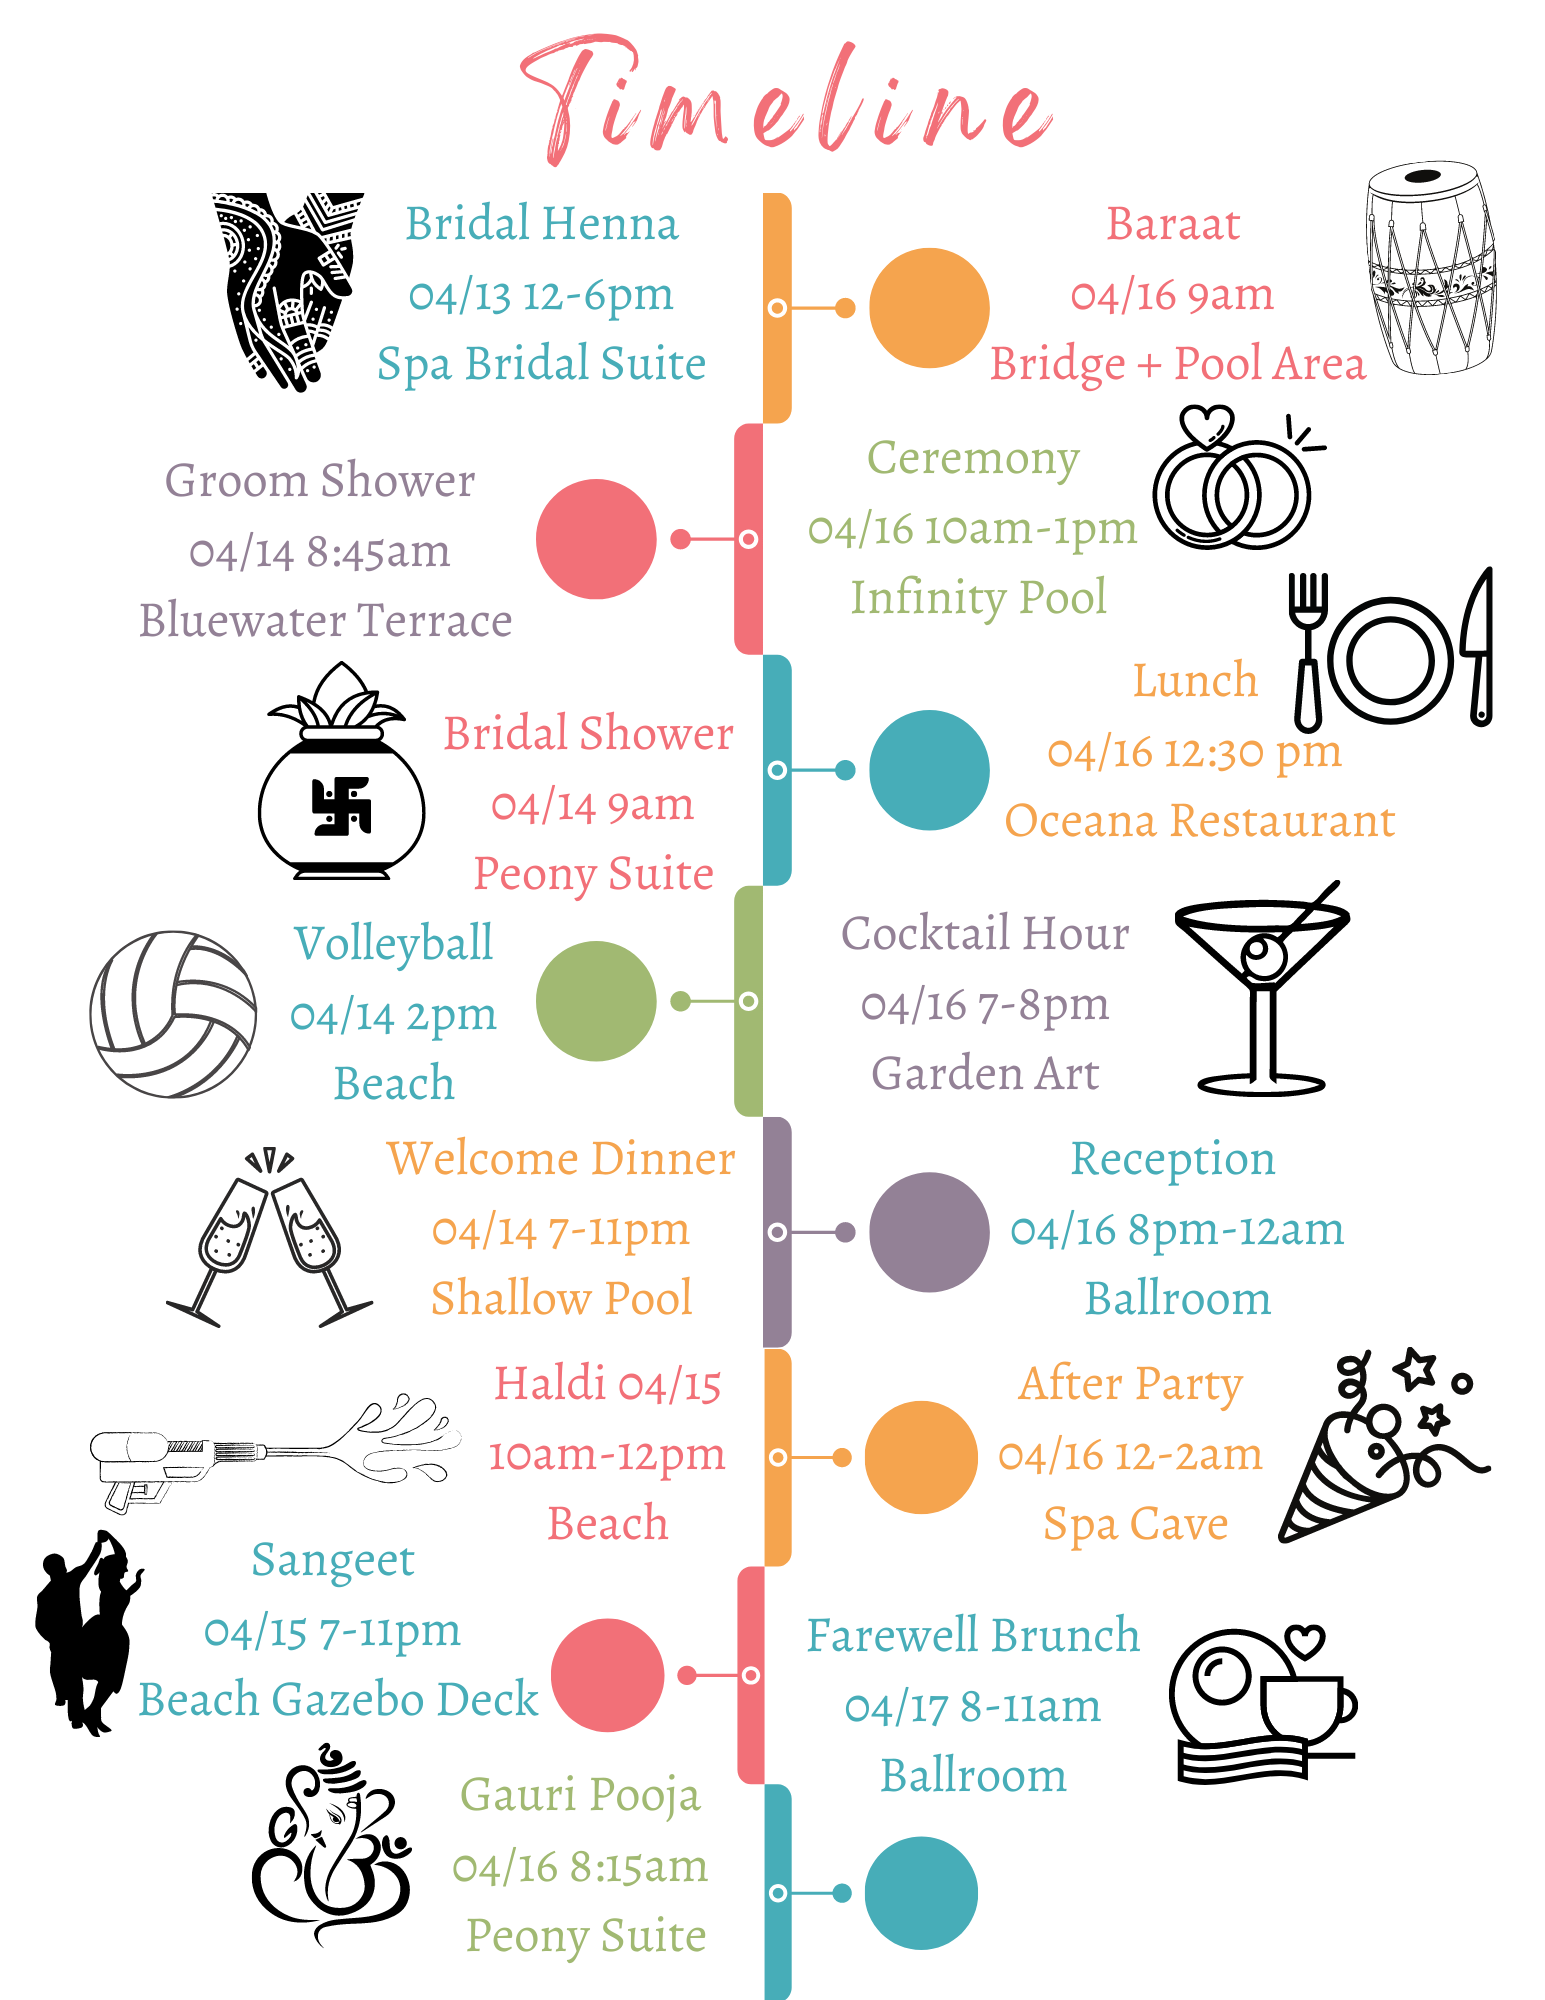 Timeline
Bridal Henna
04/13 12-6pm
Spa Bridal Suite
Groom Shower
04/14 8:45am
Bluewater Terrace
Bridal Shower
04/14 9am
Peony Suite
Volleyball
04/14 2pm
Beach
Welcome Dinner
04/14 7-11pm
Shallow Pool
Haldi 04/15
10am-12pm
Beach
Sangeet
04/15 7-11pm
Beach Gazebo Deck
Gauri Pooja
04/16 8:15am
Peony Suite
Baraat
04/16 9am
Bridge + Pool Area
Ceremony
04/16 10am-1pm
Infinity Pool
Lunch
04/16 12:30 pm
Oceana Restaurant
Cocktail Hour
04/16 7-8pm
Garden Art
Reception
04/16 8pm-12am
Ballroom
After Party
04/16 12-2am
Spa Cave
Farewell Brunch
04/17 8-11am
Ballroom